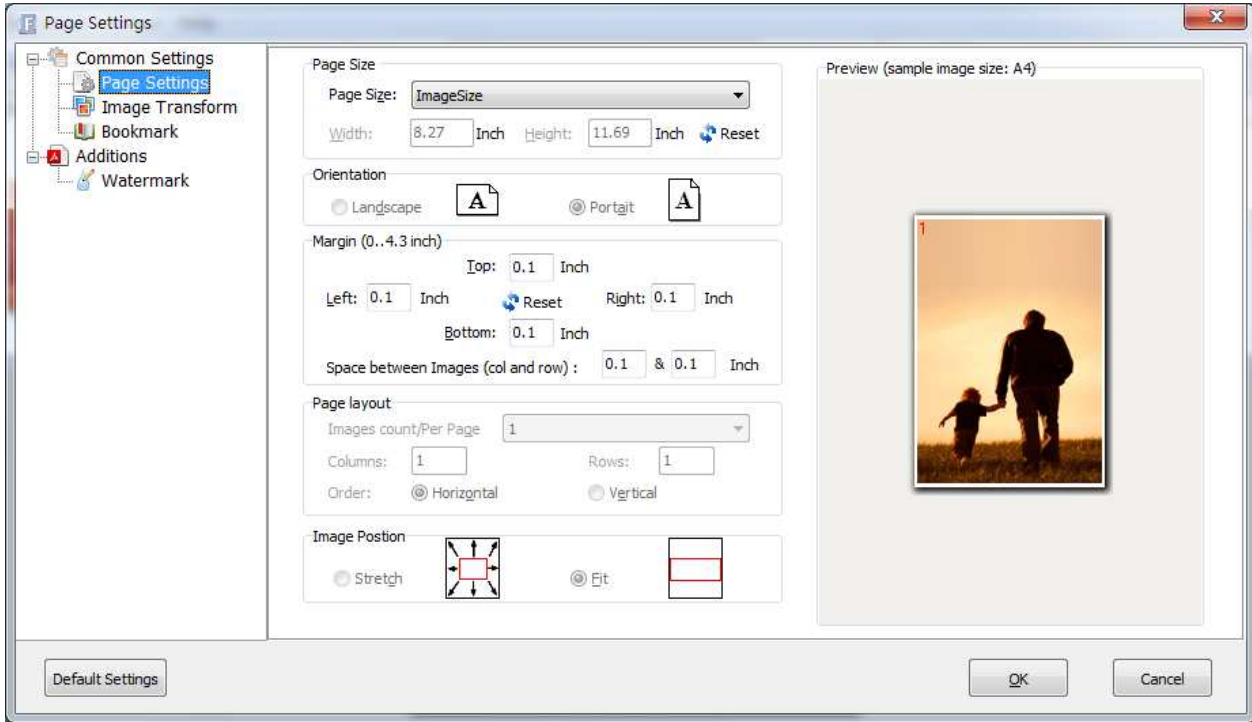 Page Settings
Common Settings
Page Settings
Image Transform
Bookmark
Additions
Watermark
Page Size
Page Size: ImageSize
Width: 8.27 Inch Height: 11.69 Inch Reset
Orientation
Landscape A Portait A
Margin (0..4.3 inch)
Top: 0.1 Inch
Left: 0.1 Inch Reset Right: 0.1 Inch
Bottom: 0.1 Inch
Space between Images (col and row) : 0.1 & 0.1 Inch
Page layout
Images count/Per Page 1
Columns: 1 Rows: 1
Order: Horizontal Vertical
Image Postion
Stretch Fit
Preview (sample image size: A4)
1
Default Settings
OK Cancel